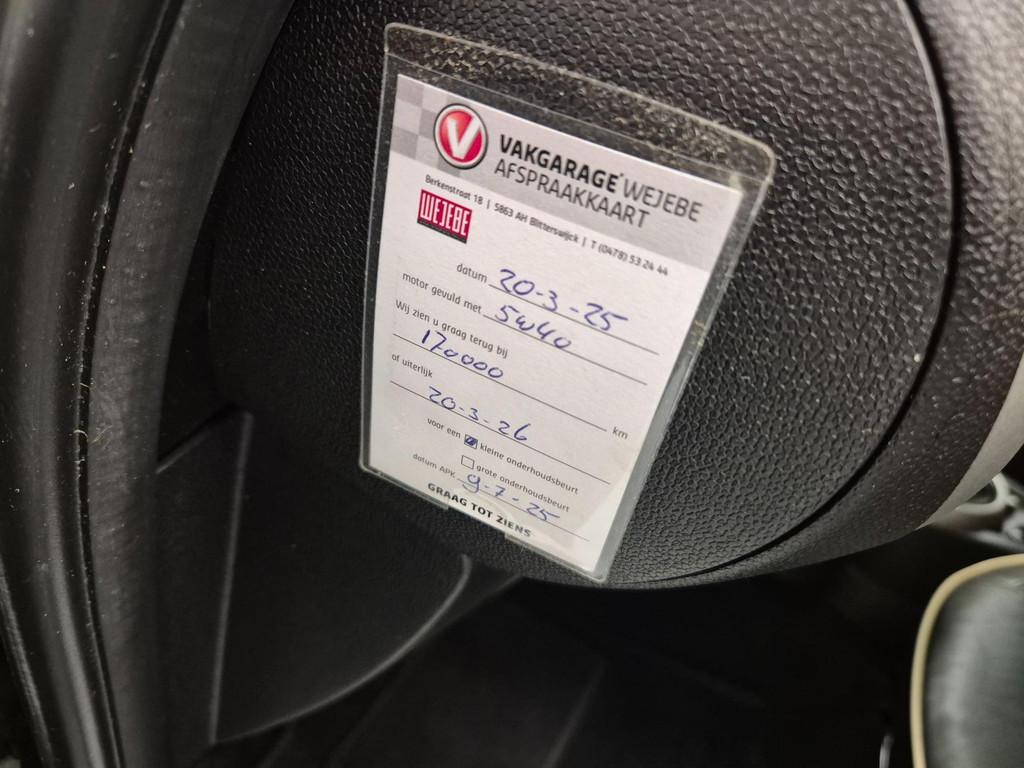 V VAKGARAGE WEJEBE
AFSPRAAKKAART
Berkenstraat 18 | 5863 AH Blitterswijck | T (0478) 53 24 44
WEJEBE
datum 20-3-25
motor gevuld met 5w40
Wij zien u graag terug bij
170000 km
of uiterlijk
20-3-26
voor een kleine onderhoudsbeurt
grote onderhoudsbeurt
datum APK 9-7-25
GRAAG TOT ZIENS